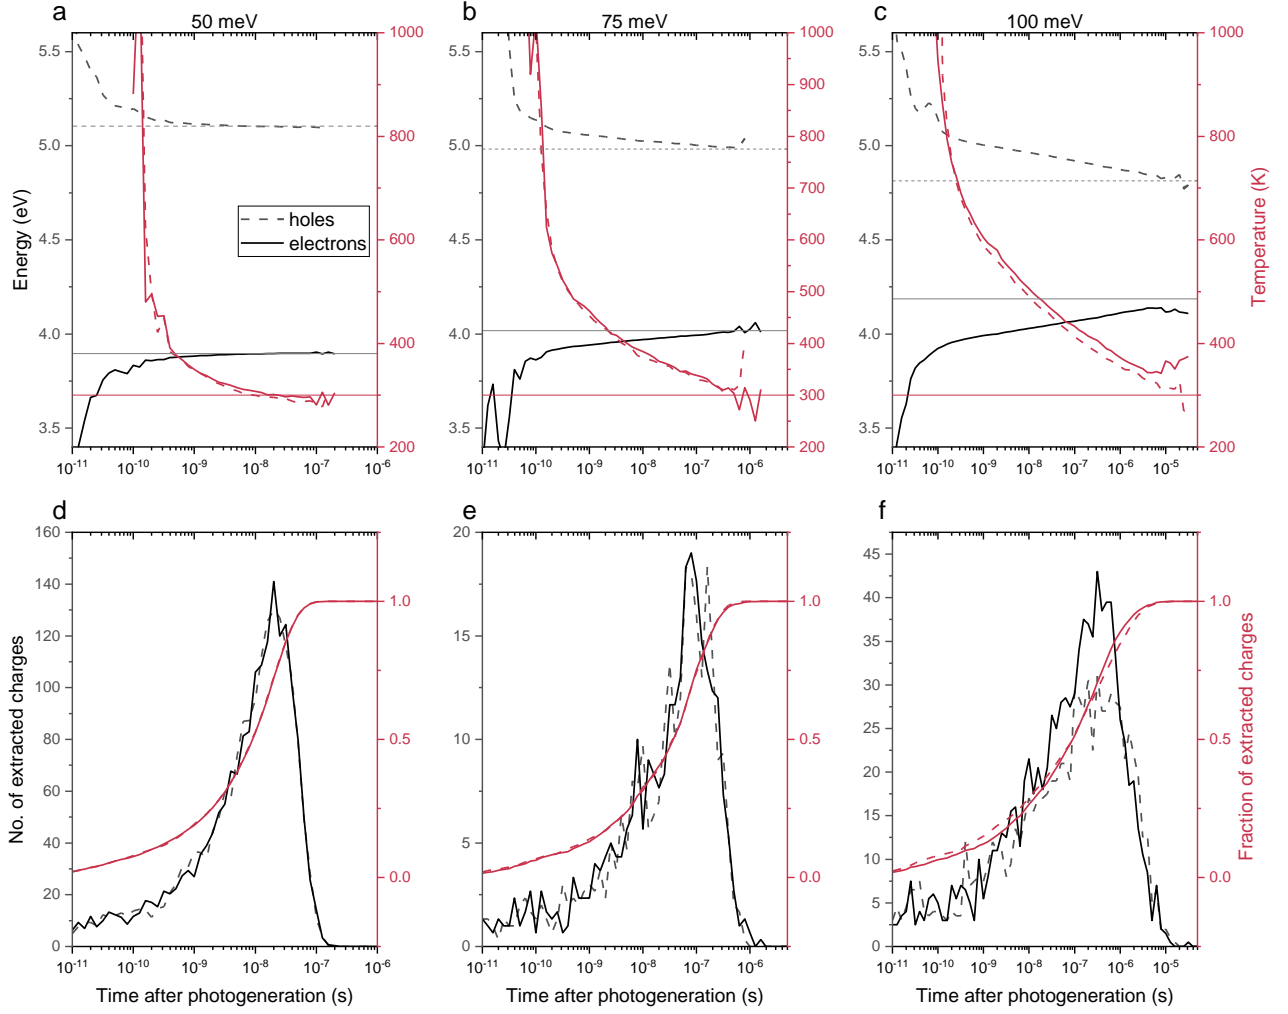 a 50 meV b 75 meV c 100 meV
5.5 1000 5.5 1000 5.5 1000
900
5.0 800 5.0 800 5.0 800
700
4.5 600 4.5 600 4.5 600
500
4.0 400 4.0 400 4.0 400
300
3.5 200 3.5 200 3.5 200
Energy (eV)
holes
electrons
Temperature (K)
10-11 10-10 10-9 10-8 10-7 10-6
10-11 10-10 10-9 10-8 10-7 10-6
10-11 10-10 10-9 10-8 10-7 10-6 10-5
d e f
160 20 45
140 40
120 1.0 15 1.0 35 1.0
100 30
80 0.5 10 0.5 25 0.5
60 20
40 5 15
20 0.0 0.0 10 0.0
5
0 0 0
No. of extracted charges
Fraction of extracted charges
10-11 10-10 10-9 10-8 10-7 10-6
10-11 10-10 10-9 10-8 10-7 10-6
10-11 10-10 10-9 10-8 10-7 10-6 10-5
Time after photogeneration (s) Time after photogeneration (s) Time after photogeneration (s)